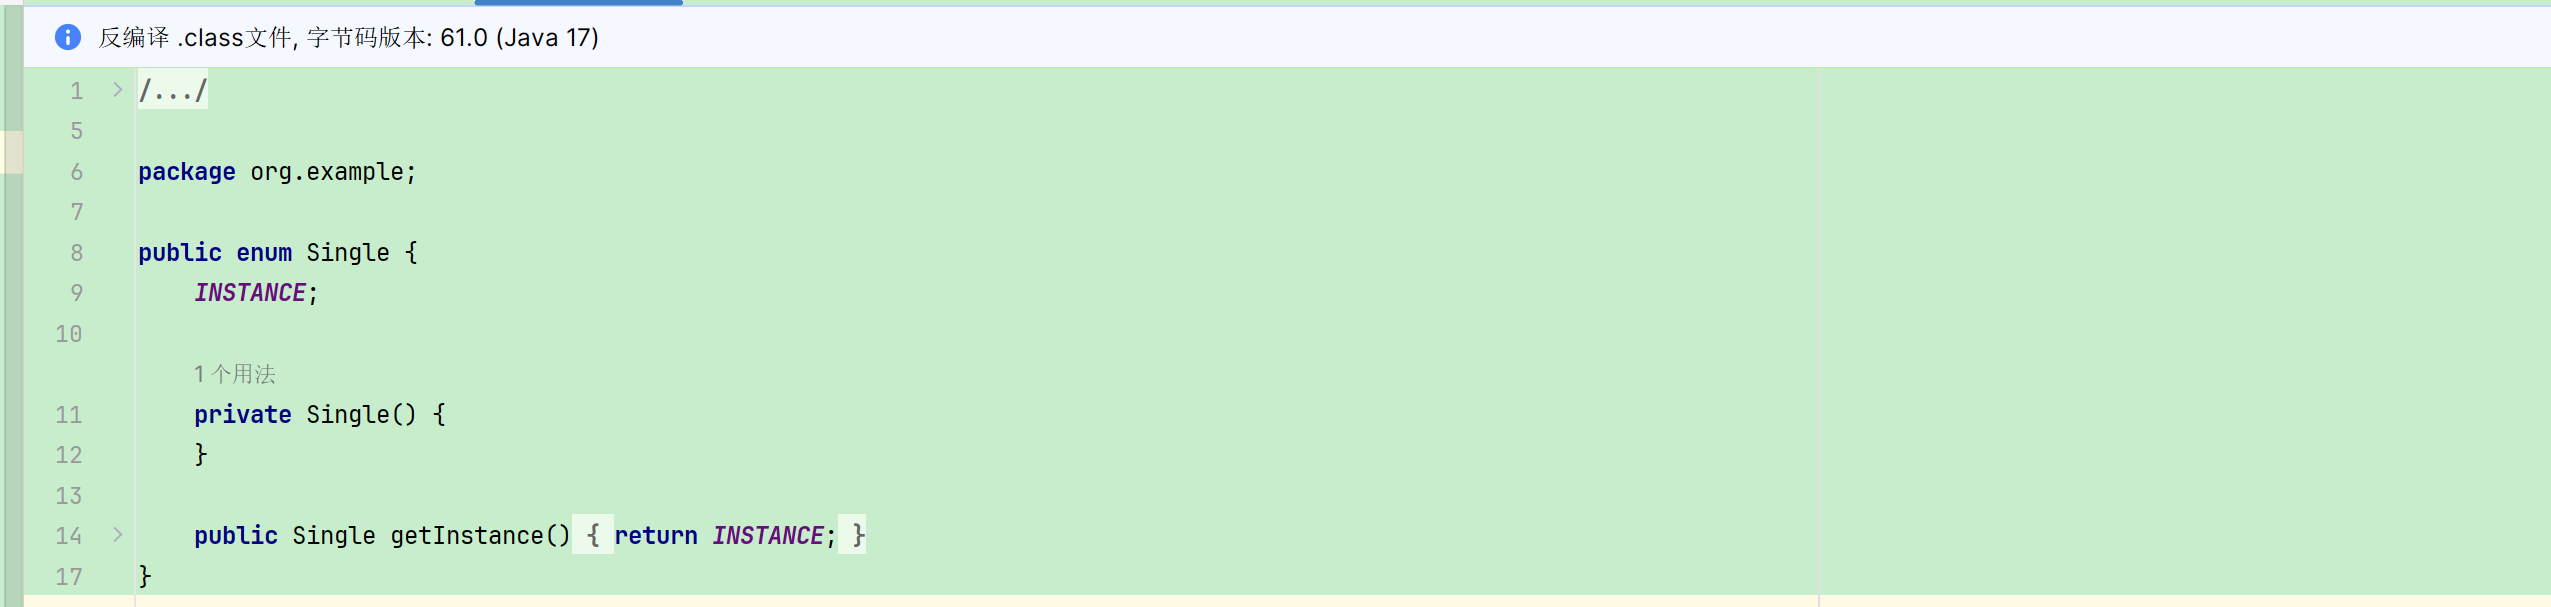 反编译 .class文件, 字节码版本: 61.0 (Java 17)
1 /.../
5
6 package org.example;
7
8 public enum Single {
9 INSTANCE;
10
1 个用法
11 private Single() {
12 }
13
14 public Single getInstance() { return INSTANCE; }
17 }